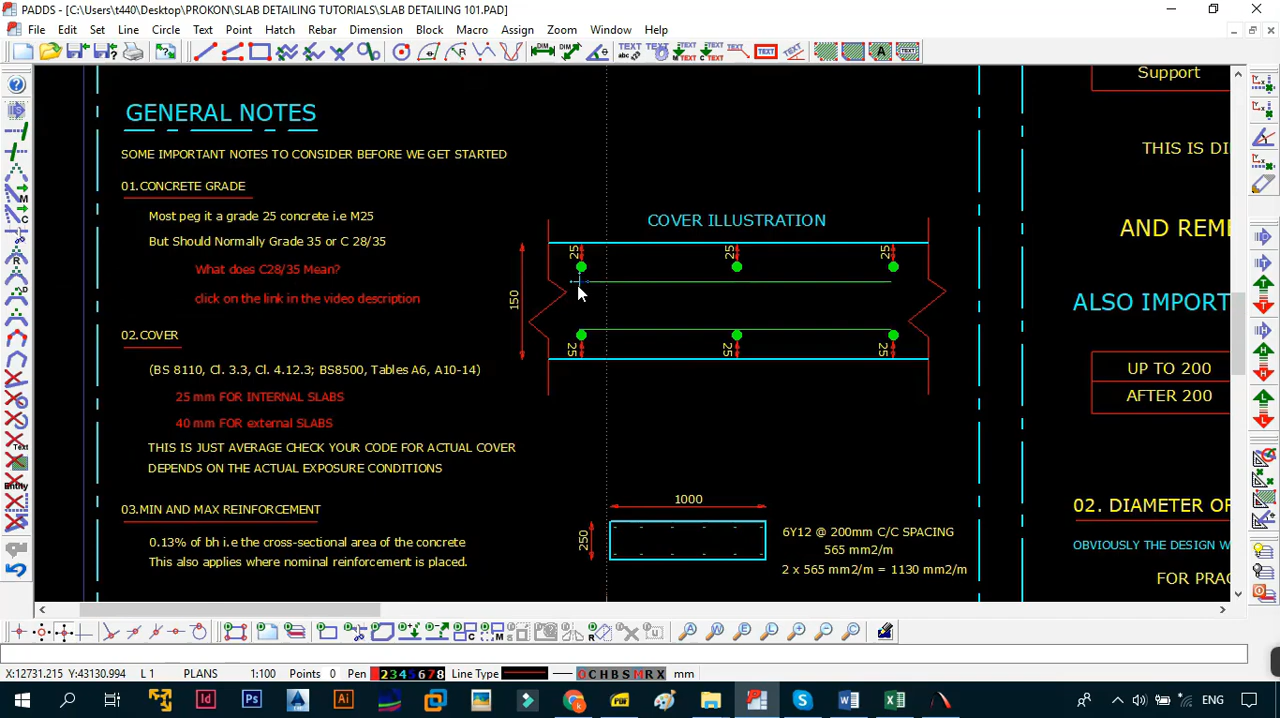 PADDS - [C:\Users\t440\Desktop\PROKON\SLAB DETAILING TUTORIALS\SLAB DETAILING 101.PAD]
File Edit Sets Line Circle Text Point Hatch Rebar Dimension Block Macro Assign Zoom Window Help
GENERAL NOTES
SOME IMPORTANT NOTES TO CONSIDER BEFORE WE GET STARTED
01.CONCRETE GRADE
Most peg it a grade 25 concrete i.e M25
But Should Normally Grade 35 or C 28/35
What does C28/35 Mean?
click on the link in the video description
02.COVER
(BS 8110, Cl. 3.3, Cl. 4.12.3; BS8500, Tables A6, A10-14)
25 mm FOR INTERNAL SLABS
40 mm FOR external SLABS
THIS IS JUST AVERAGE CHECK YOUR CODE FOR ACTUAL COVER
DEPENDS ON THE ACTUAL EXPOSURE CONDITIONS
03.MIN AND MAX REINFORCEMENT
0.13% of bh i.e the cross-sectional area of the concrete
This also applies where nominal reinforcement is placed.
COVER ILLUSTRATION
25 25 25
150
25 25 25
1000
250
6Y12 @ 200mm C/C SPACING
565 mm2/m
2 x 565 mm2/m = 1130 mm2/m
Support
THIS IS DI
AND REME
ALSO IMPORT
UP TO 200
AFTER 200
02. DIAMETER OF
OBVIOUSLY THE DESIGN W
FOR PRAC
X:12731.215 Y:43130.994 L 1 PLANS 1:100 Points 0 Pen 12345678 Line Type OCHBSMRX mm
ENG